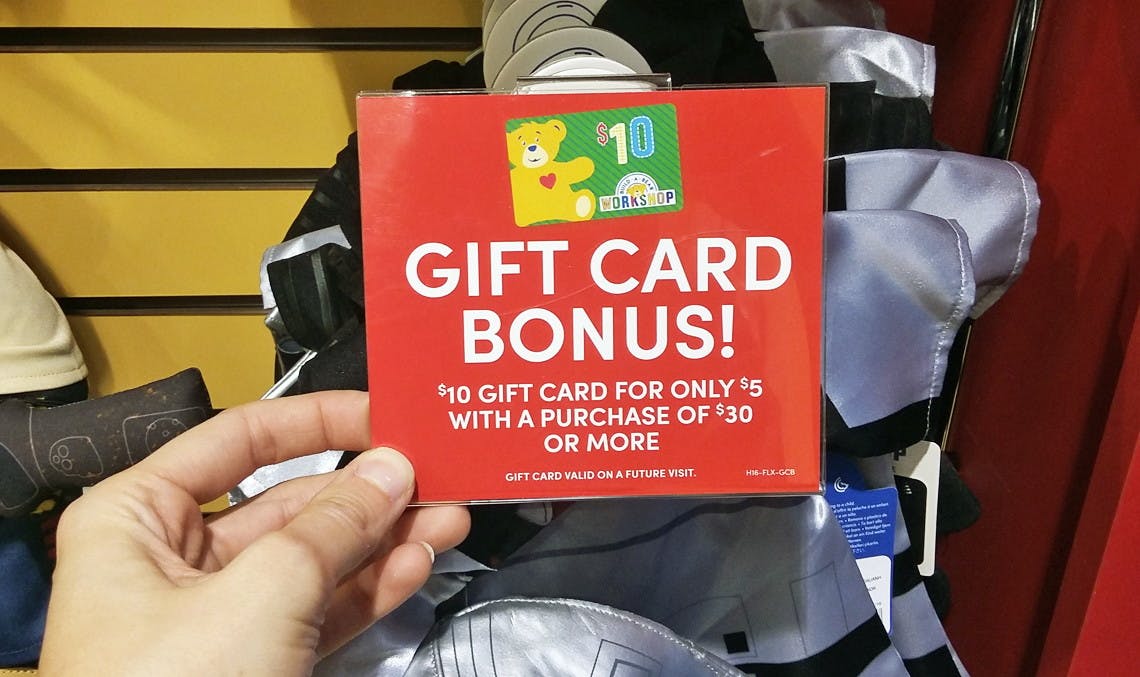 $10
BUILD-A-BEAR
WORKSHOP
GIFT CARD
BONUS!
$10 GIFT CARD FOR ONLY $5
WITH A PURCHASE OF $30
OR MORE
GIFT CARD VALID ON A FUTURE VISIT.
H16-FLX-GCB